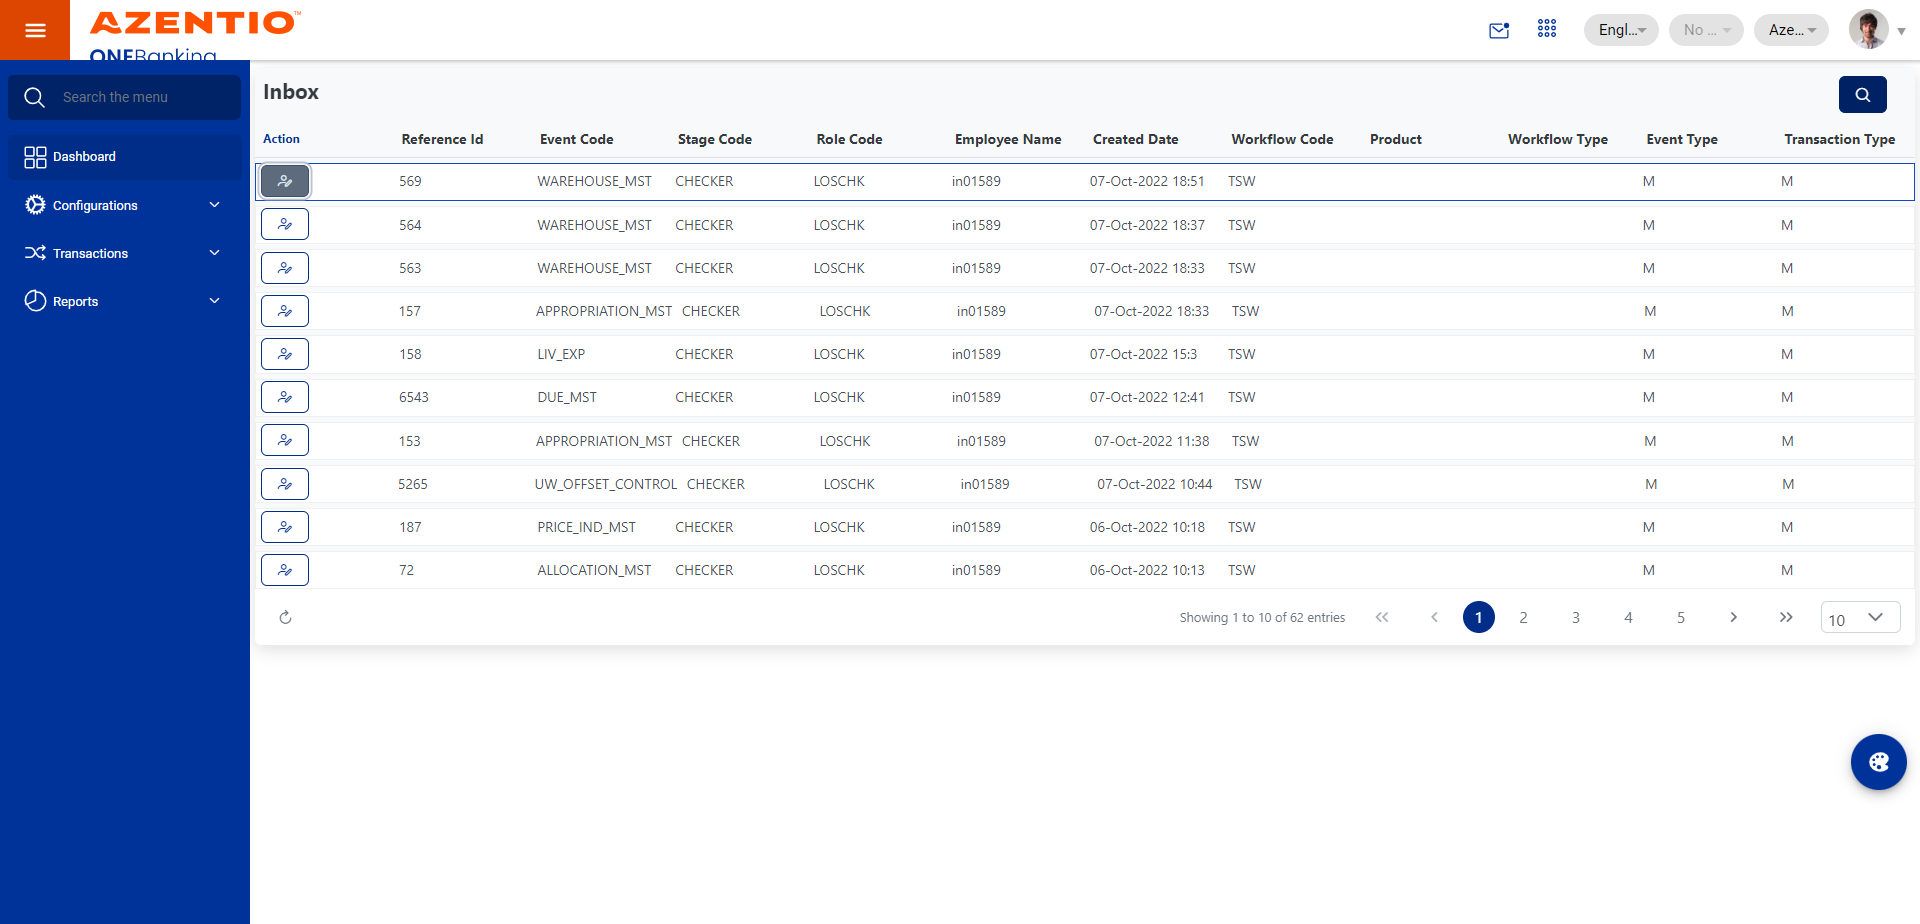 AZENTIO™
ONEBanking
Engl...
No ...
Aze...
Search the menu
Dashboard
Configurations
Transactions
Reports
Inbox
Action Reference Id Event Code Stage Code Role Code Employee Name Created Date Workflow Code Product Workflow Type Event Type Transaction Type
569 WAREHOUSE_MST CHECKER LOSCHK in01589 07-Oct-2022 18:51 TSW M M
564 WAREHOUSE_MST CHECKER LOSCHK in01589 07-Oct-2022 18:37 TSW M M
563 WAREHOUSE_MST CHECKER LOSCHK in01589 07-Oct-2022 18:33 TSW M M
157 APPROPRIATION_MST CHECKER LOSCHK in01589 07-Oct-2022 18:33 TSW M M
158 LIV_EXP CHECKER LOSCHK in01589 07-Oct-2022 15:3 TSW M M
6543 DUE_MST CHECKER LOSCHK in01589 07-Oct-2022 12:41 TSW M M
153 APPROPRIATION_MST CHECKER LOSCHK in01589 07-Oct-2022 11:38 TSW M M
5265 UW_OFFSET_CONTROL CHECKER LOSCHK in01589 07-Oct-2022 10:44 TSW M M
187 PRICE_IND_MST CHECKER LOSCHK in01589 06-Oct-2022 10:18 TSW M M
72 ALLOCATION_MST CHECKER LOSCHK in01589 06-Oct-2022 10:13 TSW M M
Showing 1 to 10 of 62 entries 1 2 3 4 5 10